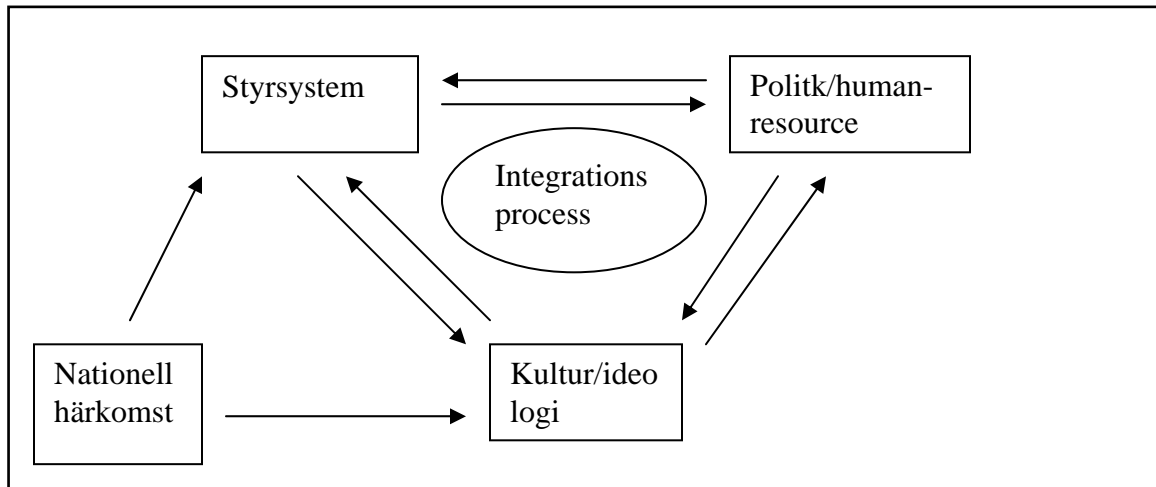 Styrsystem
Politk/human-
resource
Integrations
process
Nationell
härkomst
Kultur/ideo
logi